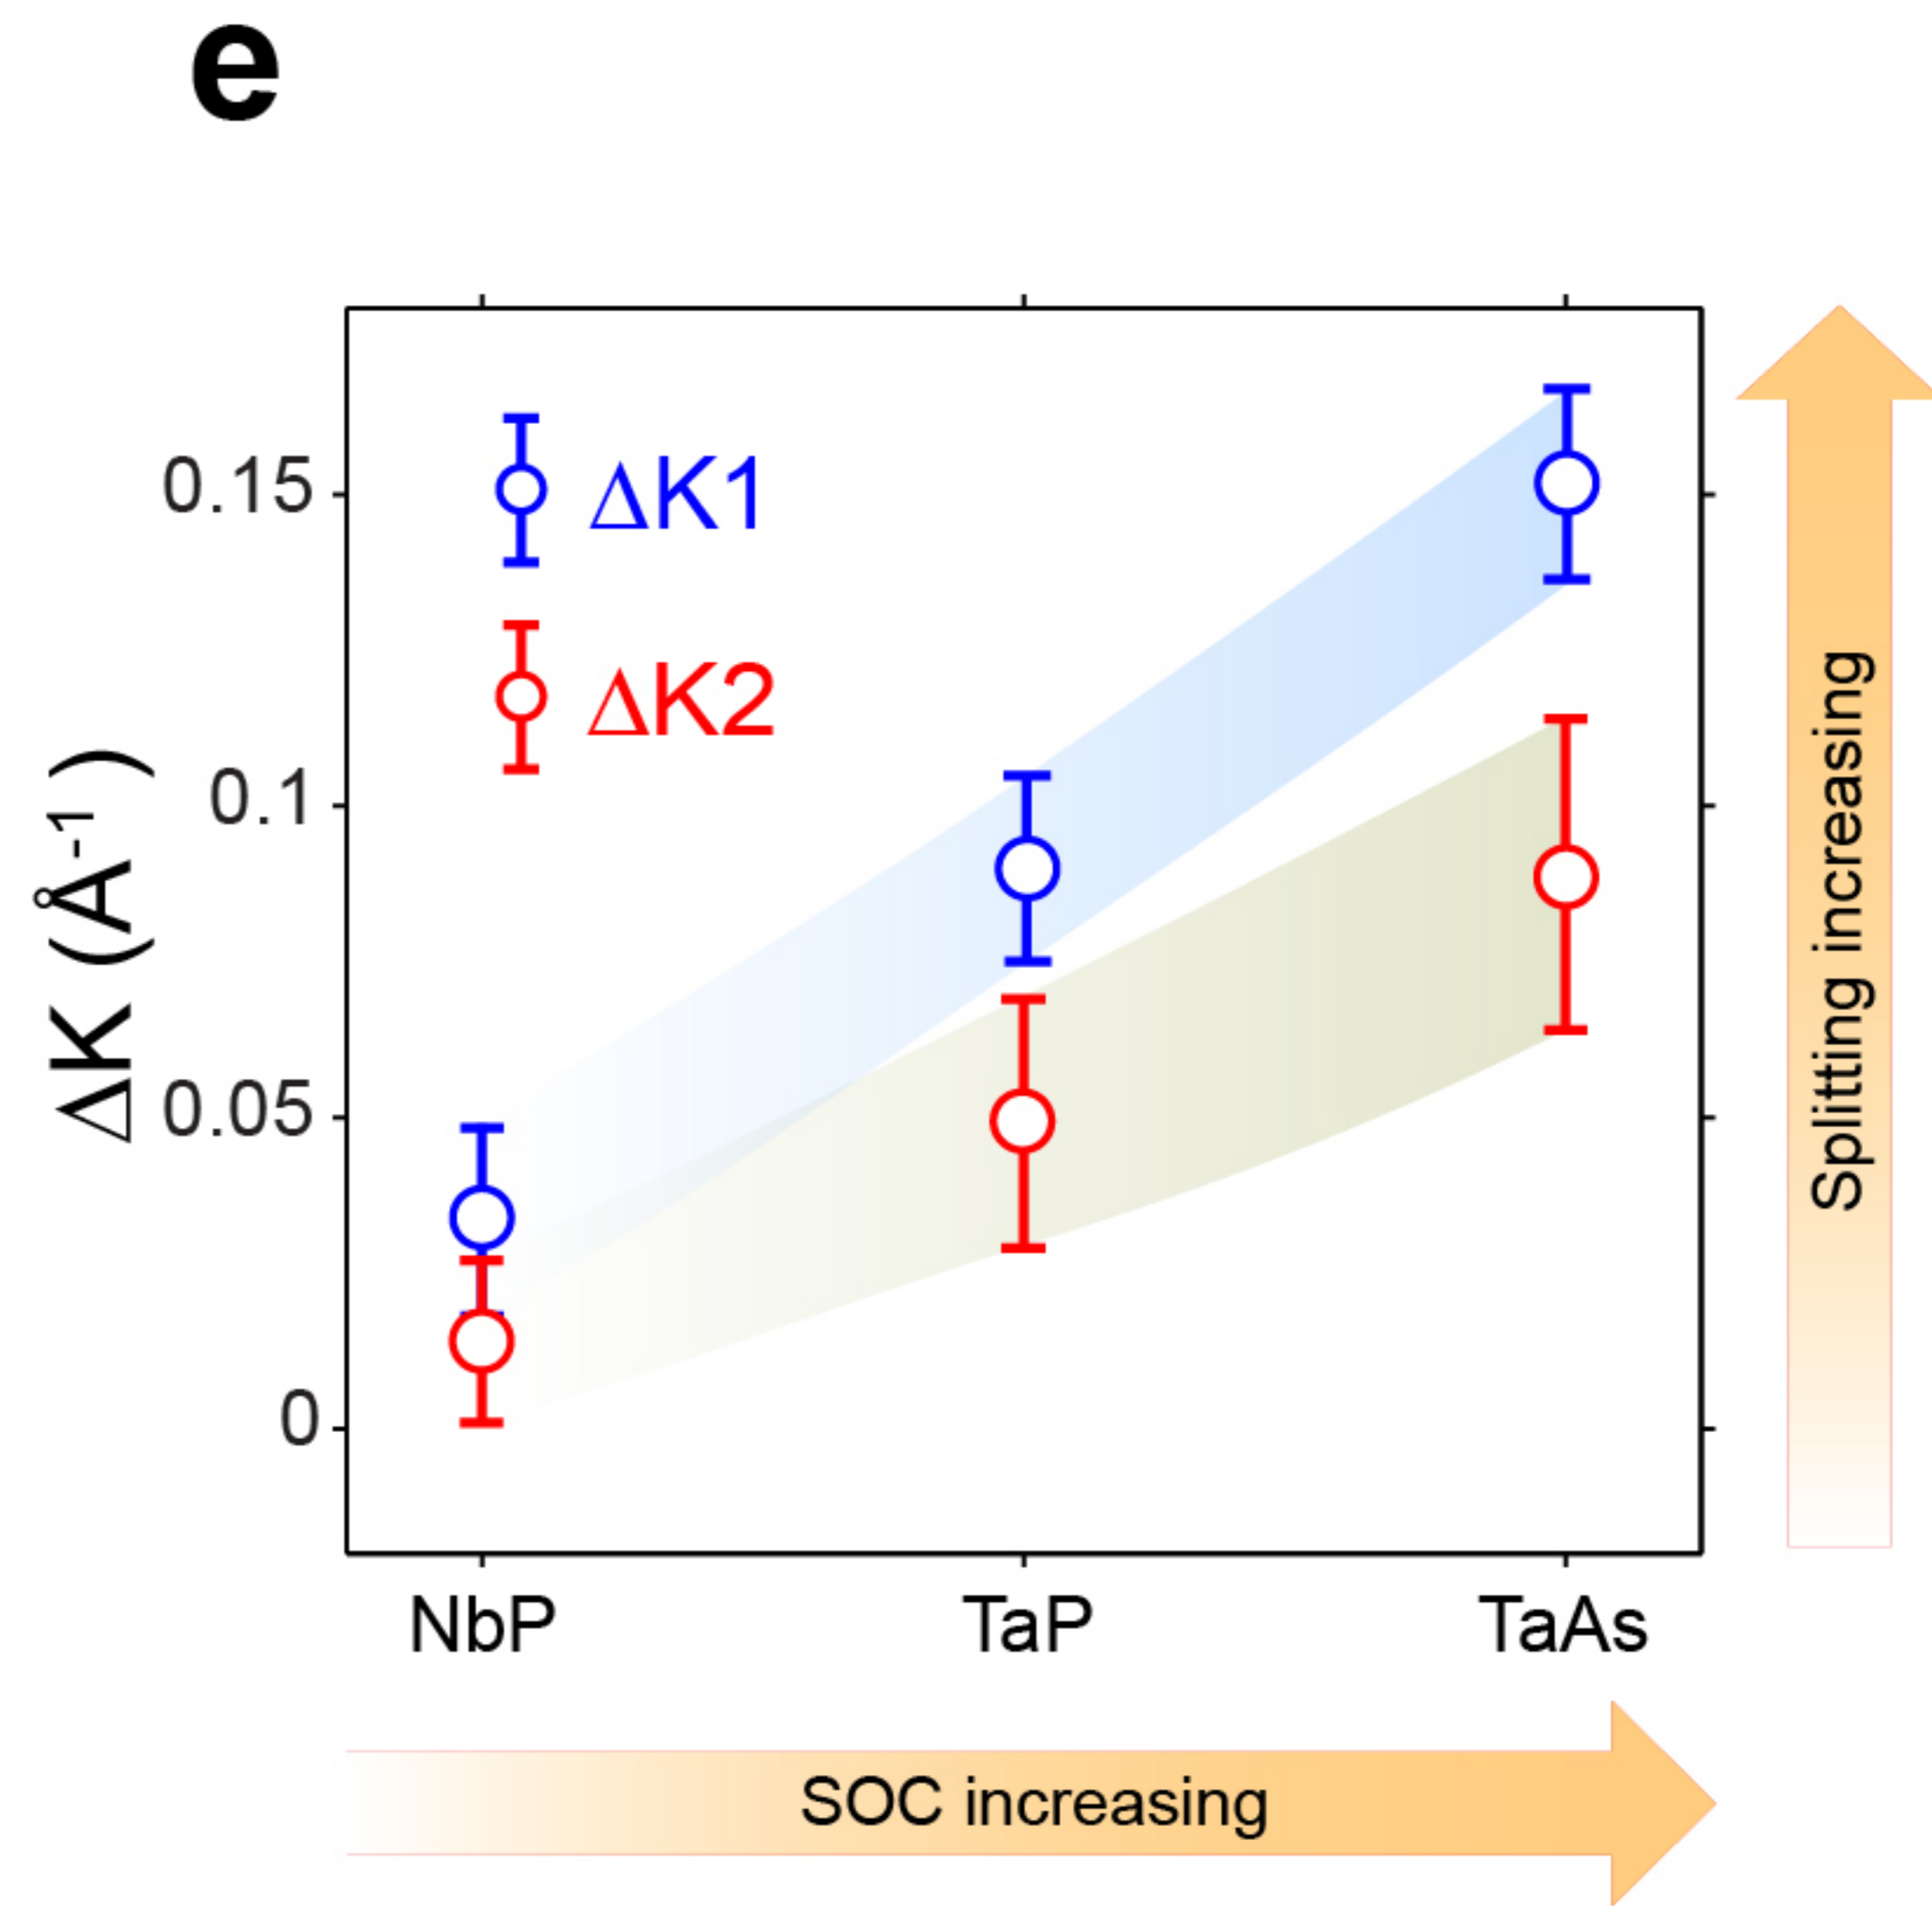 e
ΔK1
ΔK2
ΔK (Å-1 )
0.15
0.1
0.05
0
NbP TaP TaAs
SOC increasing
Splitting increasing